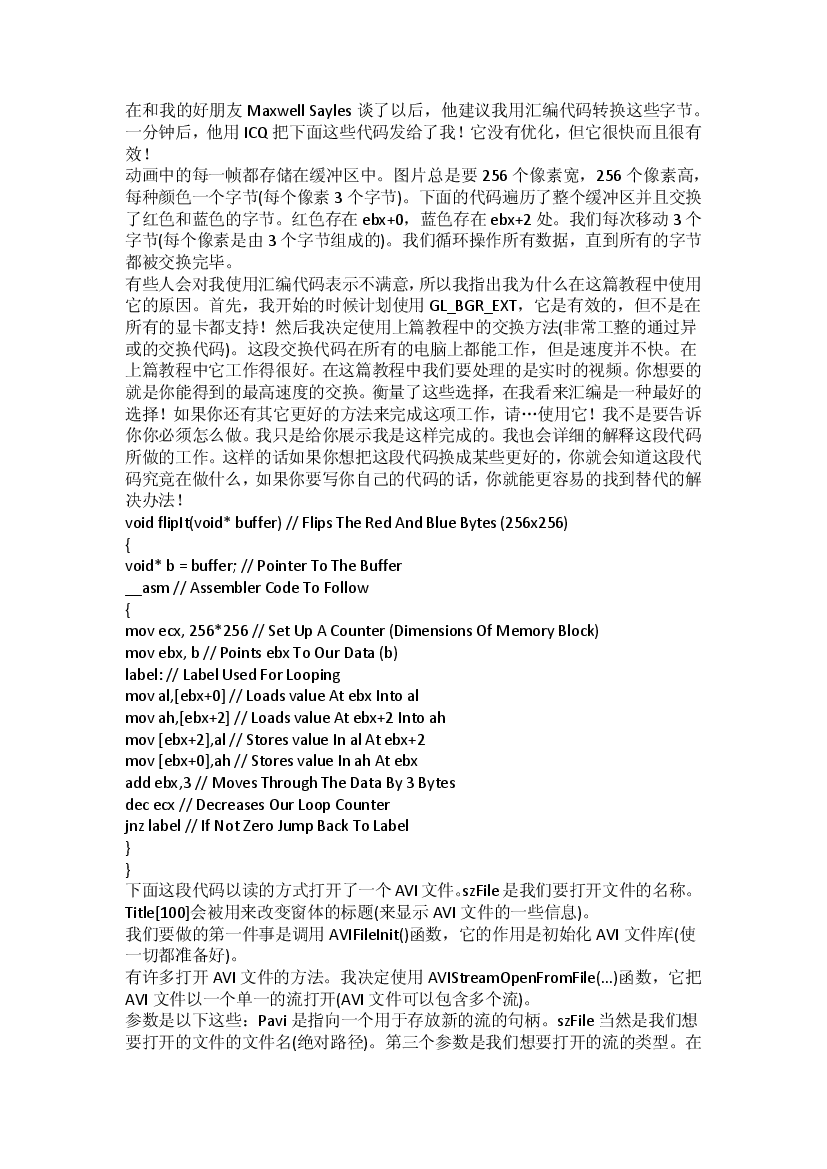 在和我的好朋友 Maxwell Sayles 谈了以后，他建议我用汇编代码转换这些字节。
一分钟后，他用 ICQ 把下面这些代码发给了我！它没有优化，但它很快而且很有
效！
动画中的每一帧都存储在缓冲区中。图片总是要 256 个像素宽，256 个像素高，
每种颜色一个字节(每个像素 3 个字节)。下面的代码遍历了整个缓冲区并且交换
了红色和蓝色的字节。红色存在 ebx+0，蓝色存在 ebx+2 处。我们每次移动 3 个
字节(每个像素是由 3 个字节组成的)。我们循环操作所有数据，直到所有的字节
都被交换完毕。
有些人会对我使用汇编代码表示不满意，所以我指出我为什么在这篇教程中使用
它的原因。首先，我开始的时候计划使用 GL_BGR_EXT，它是有效的，但不是在
所有的显卡都支持！然后我决定使用上篇教程中的交换方法(非常工整的通过异
或的交换代码)。这段交换代码在所有的电脑上都能工作，但是速度并不快。在
上篇教程中它工作得很好。在这篇教程中我们要处理的是实时的视频。你想要的
就是你能得到的最高速度的交换。衡量了这些选择，在我看来汇编是一种最好的
选择！如果你还有其它更好的方法来完成这项工作，请…使用它！我不是要告诉
你你必须怎么做。我只是给你展示我是这样完成的。我也会详细的解释这段代码
所做的工作。这样的话如果你想把这段代码换成某些更好的，你就会知道这段代
码究竟在做什么，如果你要写你自己的代码的话，你就能更容易的找到替代的解
决办法！
void flipIt(void* buffer) // Flips The Red And Blue Bytes (256x256)
{
void* b = buffer; // Pointer To The Buffer
__asm // Assembler Code To Follow
{
mov ecx, 256*256 // Set Up A Counter (Dimensions Of Memory Block)
mov ebx, b // Points ebx To Our Data (b)
label: // Label Used For Looping
mov al,[ebx+0] // Loads value At ebx Into al
mov ah,[ebx+2] // Loads value At ebx+2 Into ah
mov [ebx+2],al // Stores value In al At ebx+2
mov [ebx+0],ah // Stores value In ah At ebx
add ebx,3 // Moves Through The Data By 3 Bytes
dec ecx // Decreases Our Loop Counter
jnz label // If Not Zero Jump Back To Label
}
}
下面这段代码以读的方式打开了一个 AVI 文件。szFile 是我们要打开文件的名称。
Title[100]会被用来改变窗体的标题(来显示 AVI 文件的一些信息)。
我们要做的第一件事是调用 AVIFileInit()函数，它的作用是初始化 AVI 文件库(使
一切都准备好)。
有许多打开 AVI 文件的方法。我决定使用 AVIStreamOpenFromFile(...)函数，它把
AVI 文件以一个单一的流打开(AVI 文件可以包含多个流)。
参数是以下这些：Pavi 是指向一个用于存放新的流的句柄。szFile 当然是我们想
要打开的文件的文件名(绝对路径)。第三个参数是我们想要打开的流的类型。在